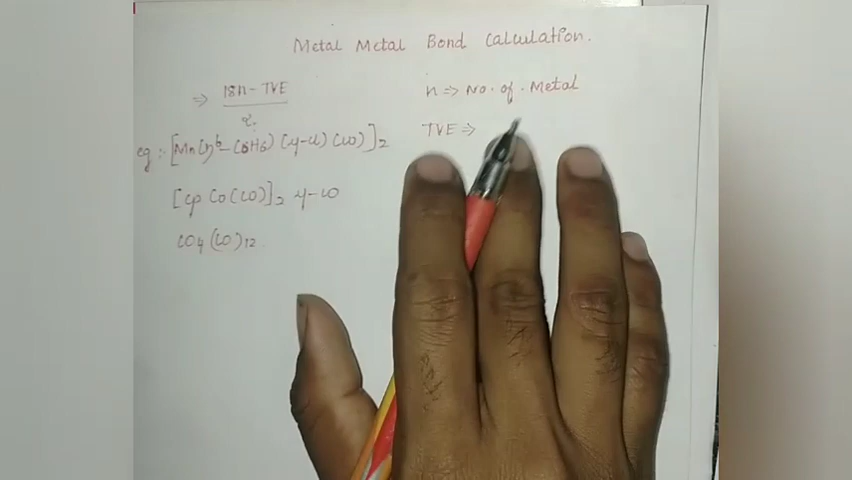 Metal Metal Bond Calculation.
⇒ 18n - TVE / 2
n ⇒ No. of. Metal
TVE ⇒
eg :- [Mn(η⁶-C6H6)(μ-Cl)(CO)]2
[Cp Co(CO)]2 μ-CO
CO4(CO)12